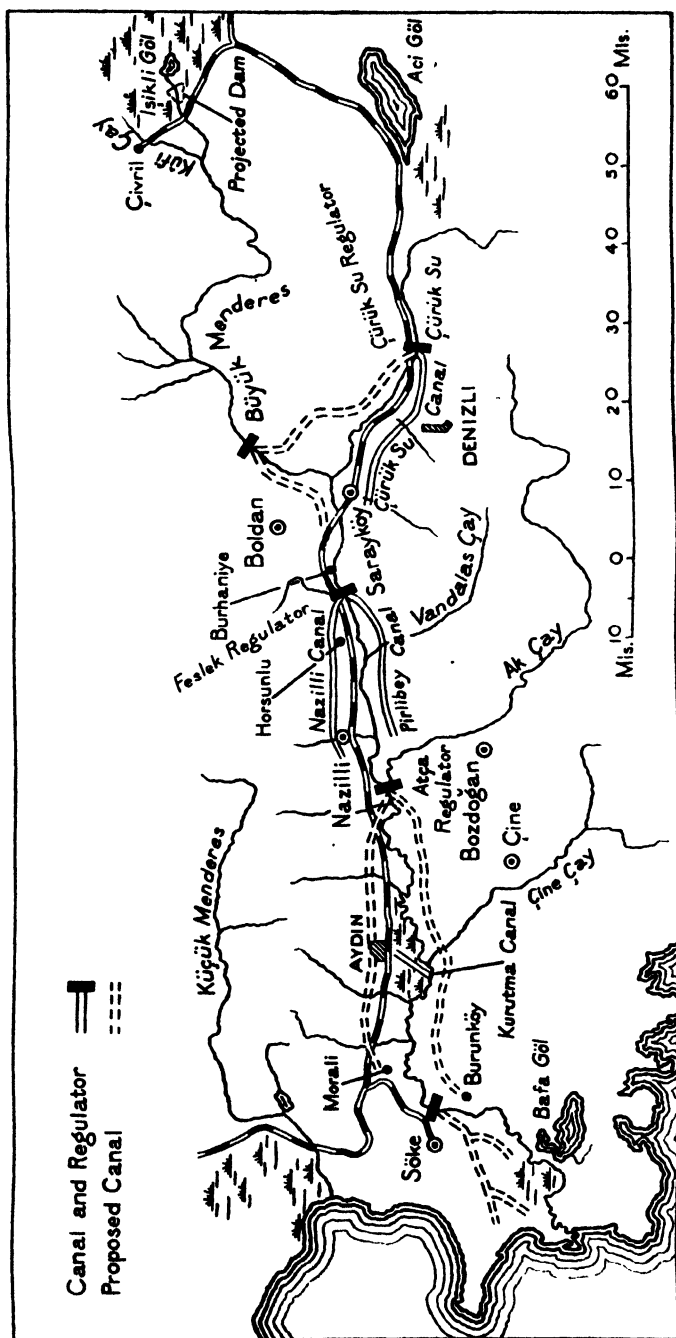 Canal and Regulator
Proposed Canal
Küçük Menderes
Morali
AYDIN
Söke
Burunköy
Bafa Göl
Kurutma Canal
Çine Çay
Çine
Bozdoğan
Atça
Regulator
Nazilli
Nazilli Canal
Horsunlu
Feslek Regulator
Burhaniye
Pirlibey Canal
Vandalas Çay
Ak Çay
Sarayköy
Boldan
Büyük
Menderes
Çürük Su
Canal
DENIZLI
Çürük Su Regulator
Çürük Su
Çivril
Küfi
Çay
Isikli Göl
Projected Dam
Aci Göl
Mls. 10 0 10 20 30 40 50 60 Mls.